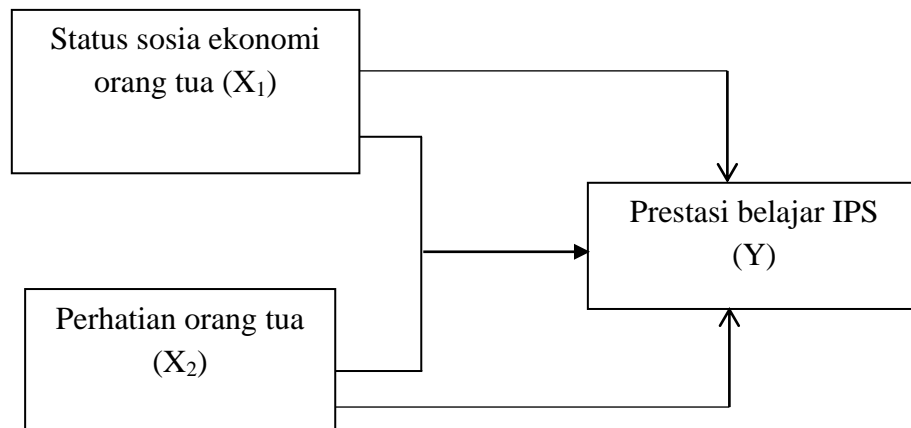 Status sosia ekonomi
orang tua (X₁)
Prestasi belajar IPS
(Y)
Perhatian orang tua
(X₂)